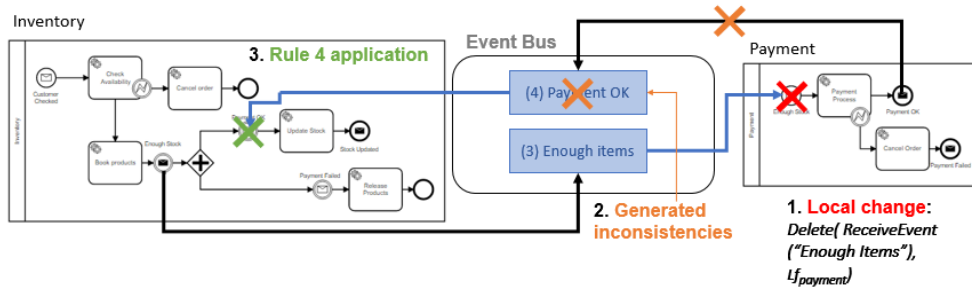 Inventory
3. Rule 4 application
Event Bus
Payment
Customer
Checked
Check
Availability
Cancel order
Payment OK
Update Stock
Stock Updated
Enough Stock
Book products
Payment Failed
Release
Products
Inventory
(4) Payment OK
(3) Enough items
2. Generated
inconsistencies
Payment
Enough Stock
Payment
Process
Payment OK
Cancel Order
Payment Failed
1. Local change:
Delete( ReceiveEvent
("Enough Items"),
Lfpayment)